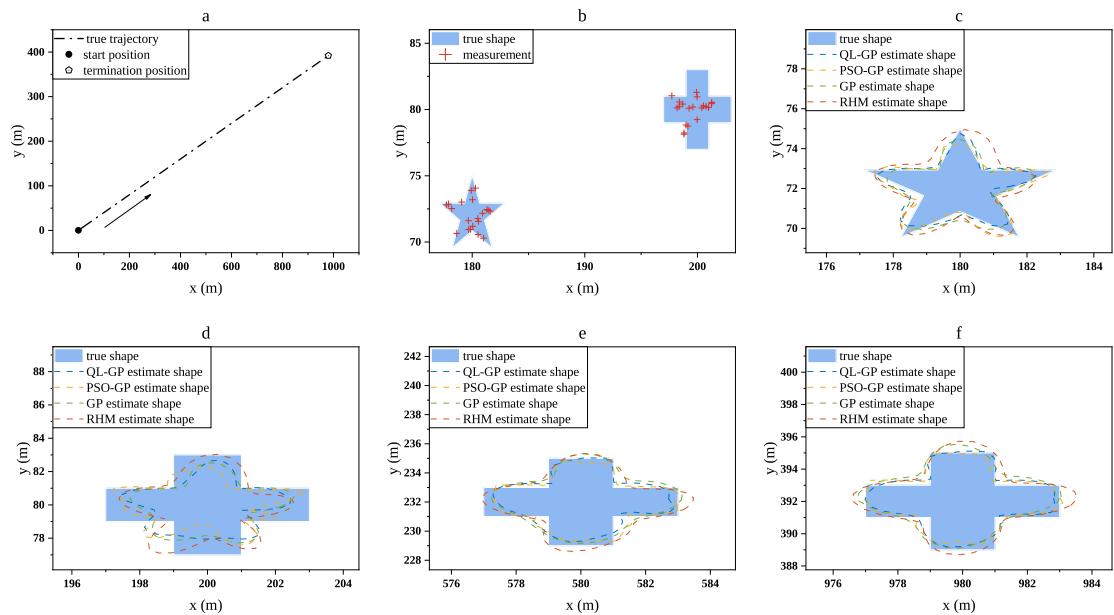 a
true trajectory
start position
termination position
400
300
200
100
0
y (m)
0 200 400 600 800 1000
x (m)
b
true shape
measurement
85
80
75
70
y (m)
180 190 200
x (m)
c
true shape
QL-GP estimate shape
PSO-GP estimate shape
GP estimate shape
RHM estimate shape
78
76
74
72
70
y (m)
176 178 180 182 184
x (m)
d
true shape
QL-GP estimate shape
PSO-GP estimate shape
GP estimate shape
RHM estimate shape
88
86
84
82
80
78
y (m)
196 198 200 202 204
x (m)
e
true shape
QL-GP estimate shape
PSO-GP estimate shape
GP estimate shape
RHM estimate shape
242
240
238
236
234
232
230
228
y (m)
576 578 580 582 584
x (m)
f
true shape
QL-GP estimate shape
PSO-GP estimate shape
GP estimate shape
RHM estimate shape
400
398
396
394
392
390
388
y (m)
976 978 980 982 984
x (m)